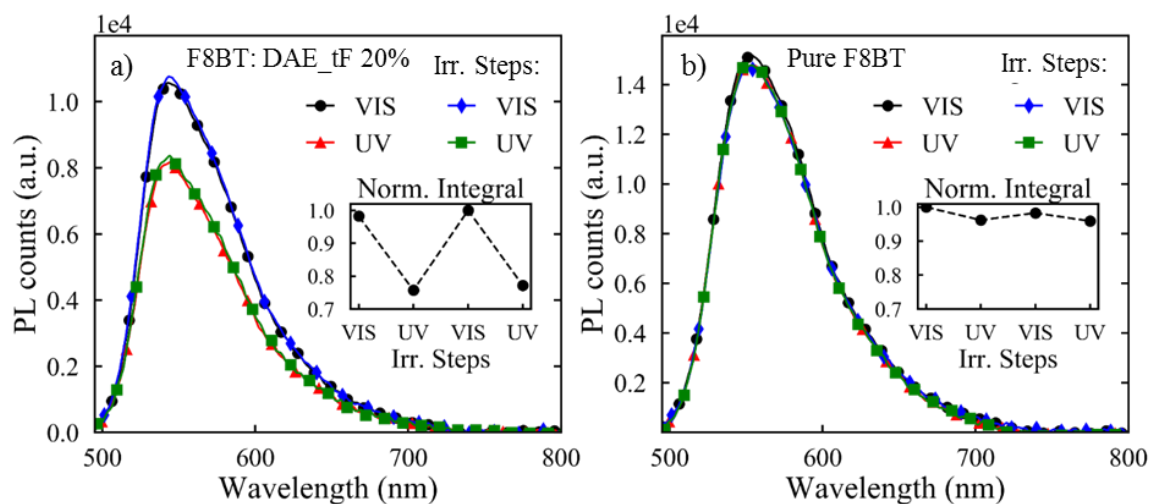 1e4
a)
F8BT: DAE_tF 20%
Irr. Steps:
VIS
VIS
UV
UV
Norm. Integral
1.0
0.9
0.8
0.7
VIS
UV
VIS
UV
Irr. Steps
PL counts (a.u.)
1.0
0.8
0.6
0.4
0.2
0.0
500
600
700
800
Wavelength (nm)
1e4
b)
Pure F8BT
Irr. Steps:
VIS
VIS
UV
UV
Norm. Integral
1.0
0.9
0.8
0.7
VIS
UV
VIS
UV
Irr. Steps
PL counts (a.u.)
1.4
1.2
1.0
0.8
0.6
0.4
0.2
500
600
700
800
Wavelength (nm)